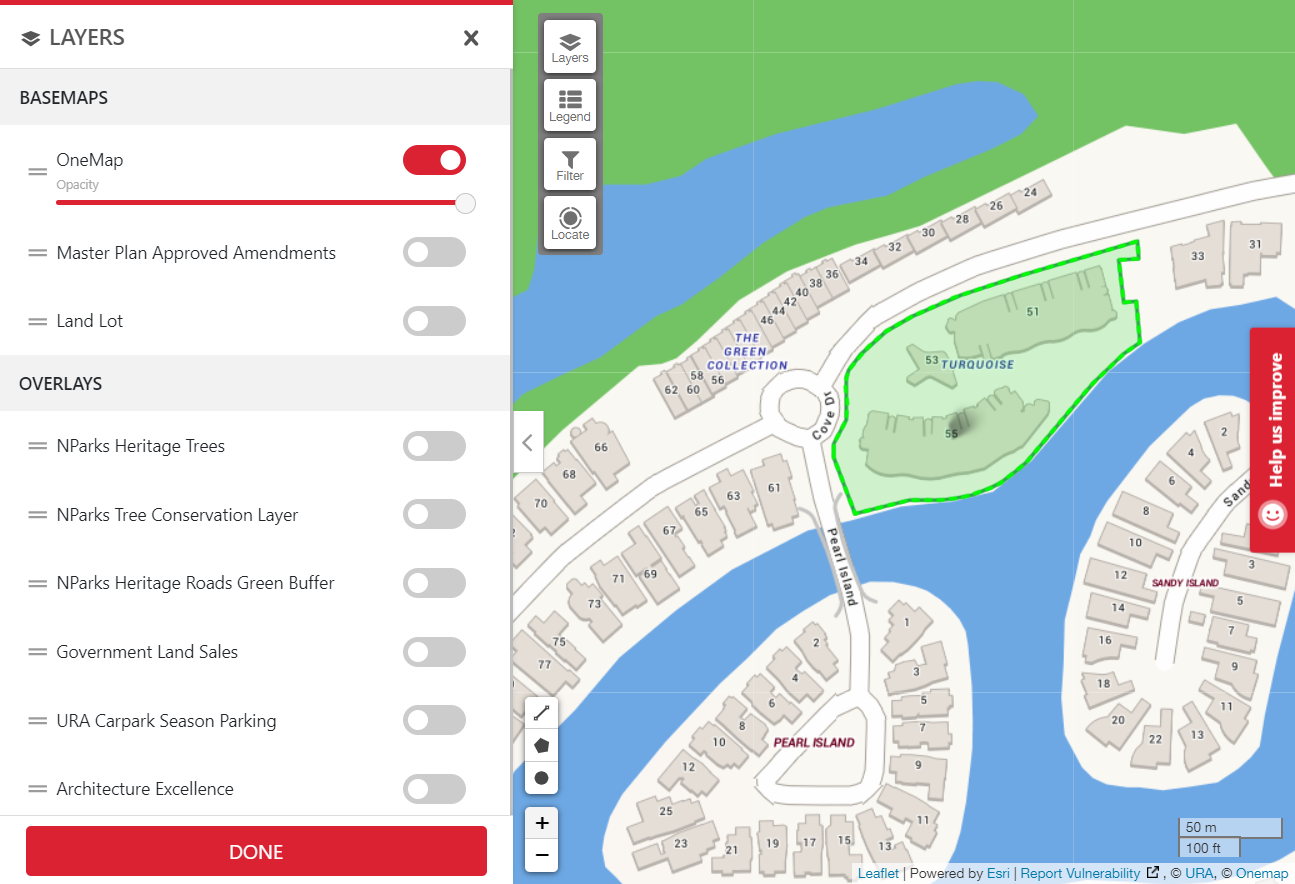 LAYERS
BASEMAPS
OneMap
Opacity
Master Plan Approved Amendments
Land Lot
OVERLAYS
NParks Heritage Trees
NParks Tree Conservation Layer
NParks Heritage Roads Green Buffer
Government Land Sales
URA Carpark Season Parking
Architecture Excellence
DONE
Layers
Legend
Filter
Locate
24
26
28
30
32
34
36
38
40
42
44
46
THE
GREEN
COLLECTION
58
56
62
60
33
31
51
53
TURQUOISE
55
Cove Dr
66
68
70
61
63
65
67
69
71
73
75
77
Pearl Island
2
4
6
8
10
12
PEARL ISLAND
1
3
5
7
9
11
13
15
17
19
21
23
25
2
4
6
8
10
12
14
16
18
20
22
SANDY ISLAND
Sand
3
5
7
9
11
13
Help us improve
+
−
50 m
100 ft
Leaflet | Powered by Esri | Report Vulnerability , © URA, © Onemap